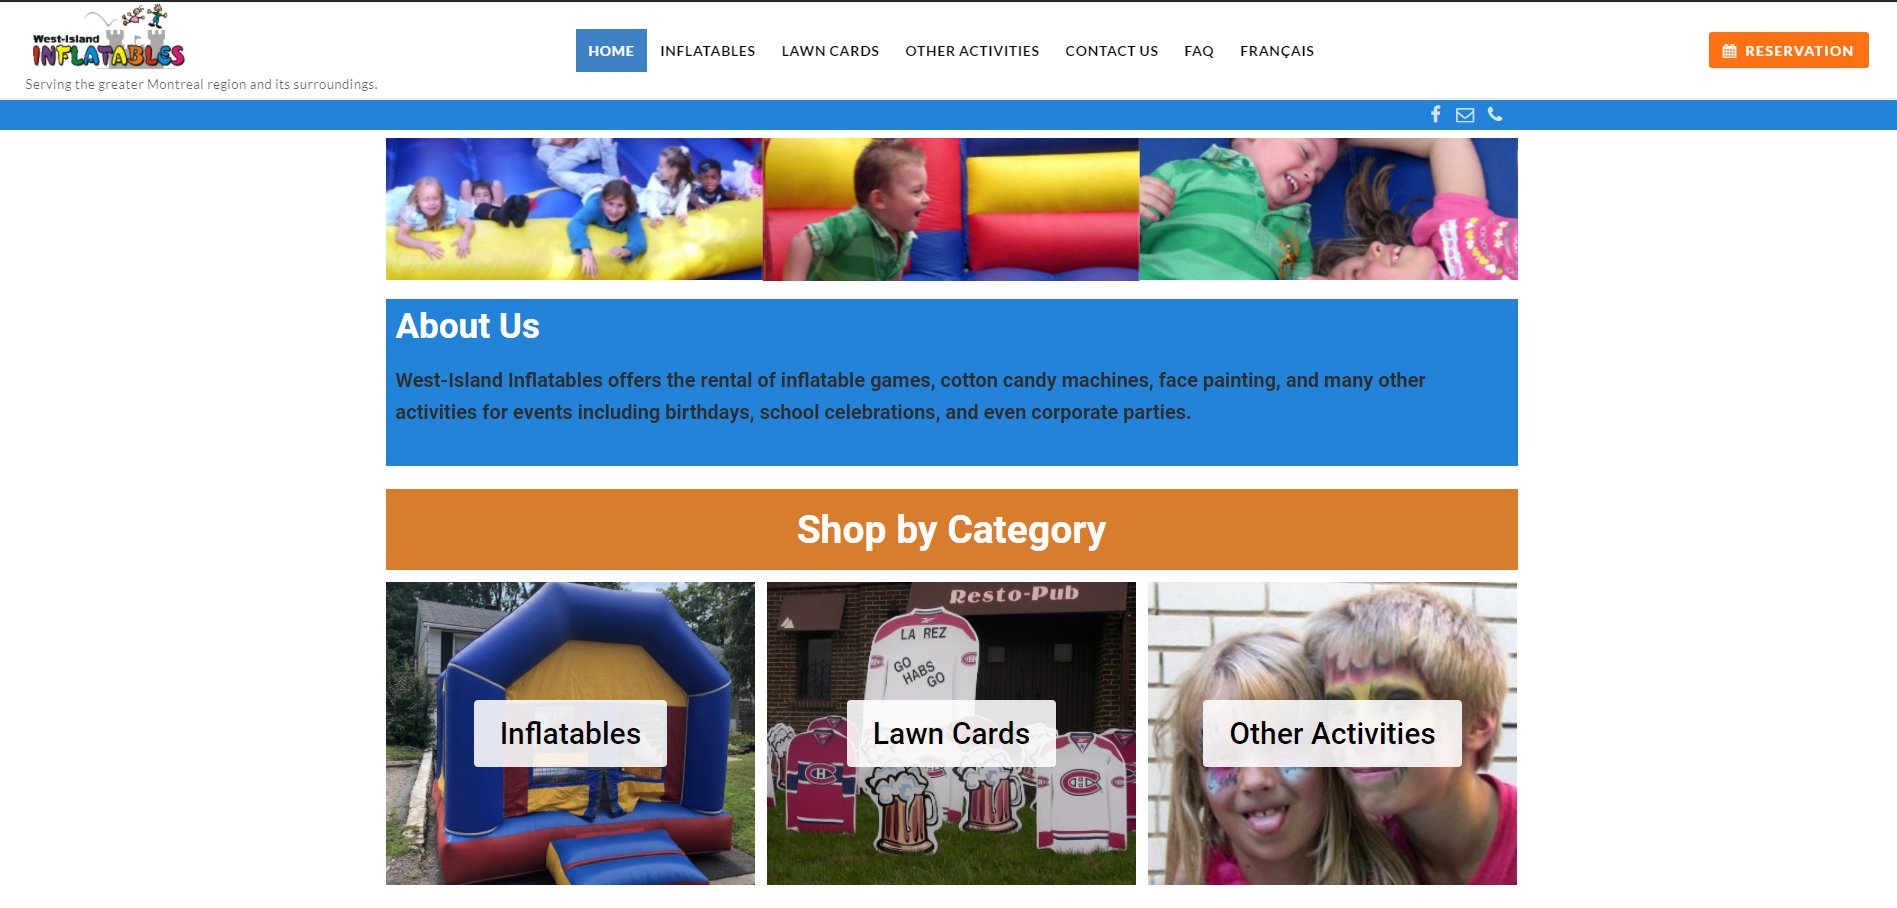 West-Island
INFLATABLES
Serving the greater Montreal region and its surroundings.
HOME INFLATABLES LAWN CARDS OTHER ACTIVITIES CONTACT US FAQ FRANÇAIS
RESERVATION
About Us
West-Island Inflatables offers the rental of inflatable games, cotton candy machines, face painting, and many other
activities for events including birthdays, school celebrations, and even corporate parties.
Shop by Category
Inflatables
Resto-Pub
LA REZ
GO
HABS
GO
Lawn Cards
Other Activities